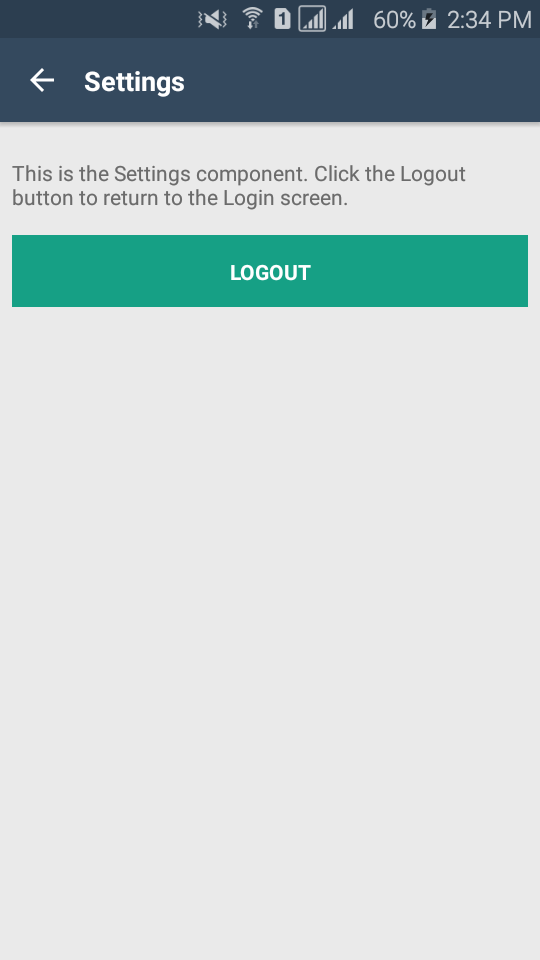 1 60% 2:34 PM
Settings
This is the Settings component. Click the Logout
button to return to the Login screen.
LOGOUT